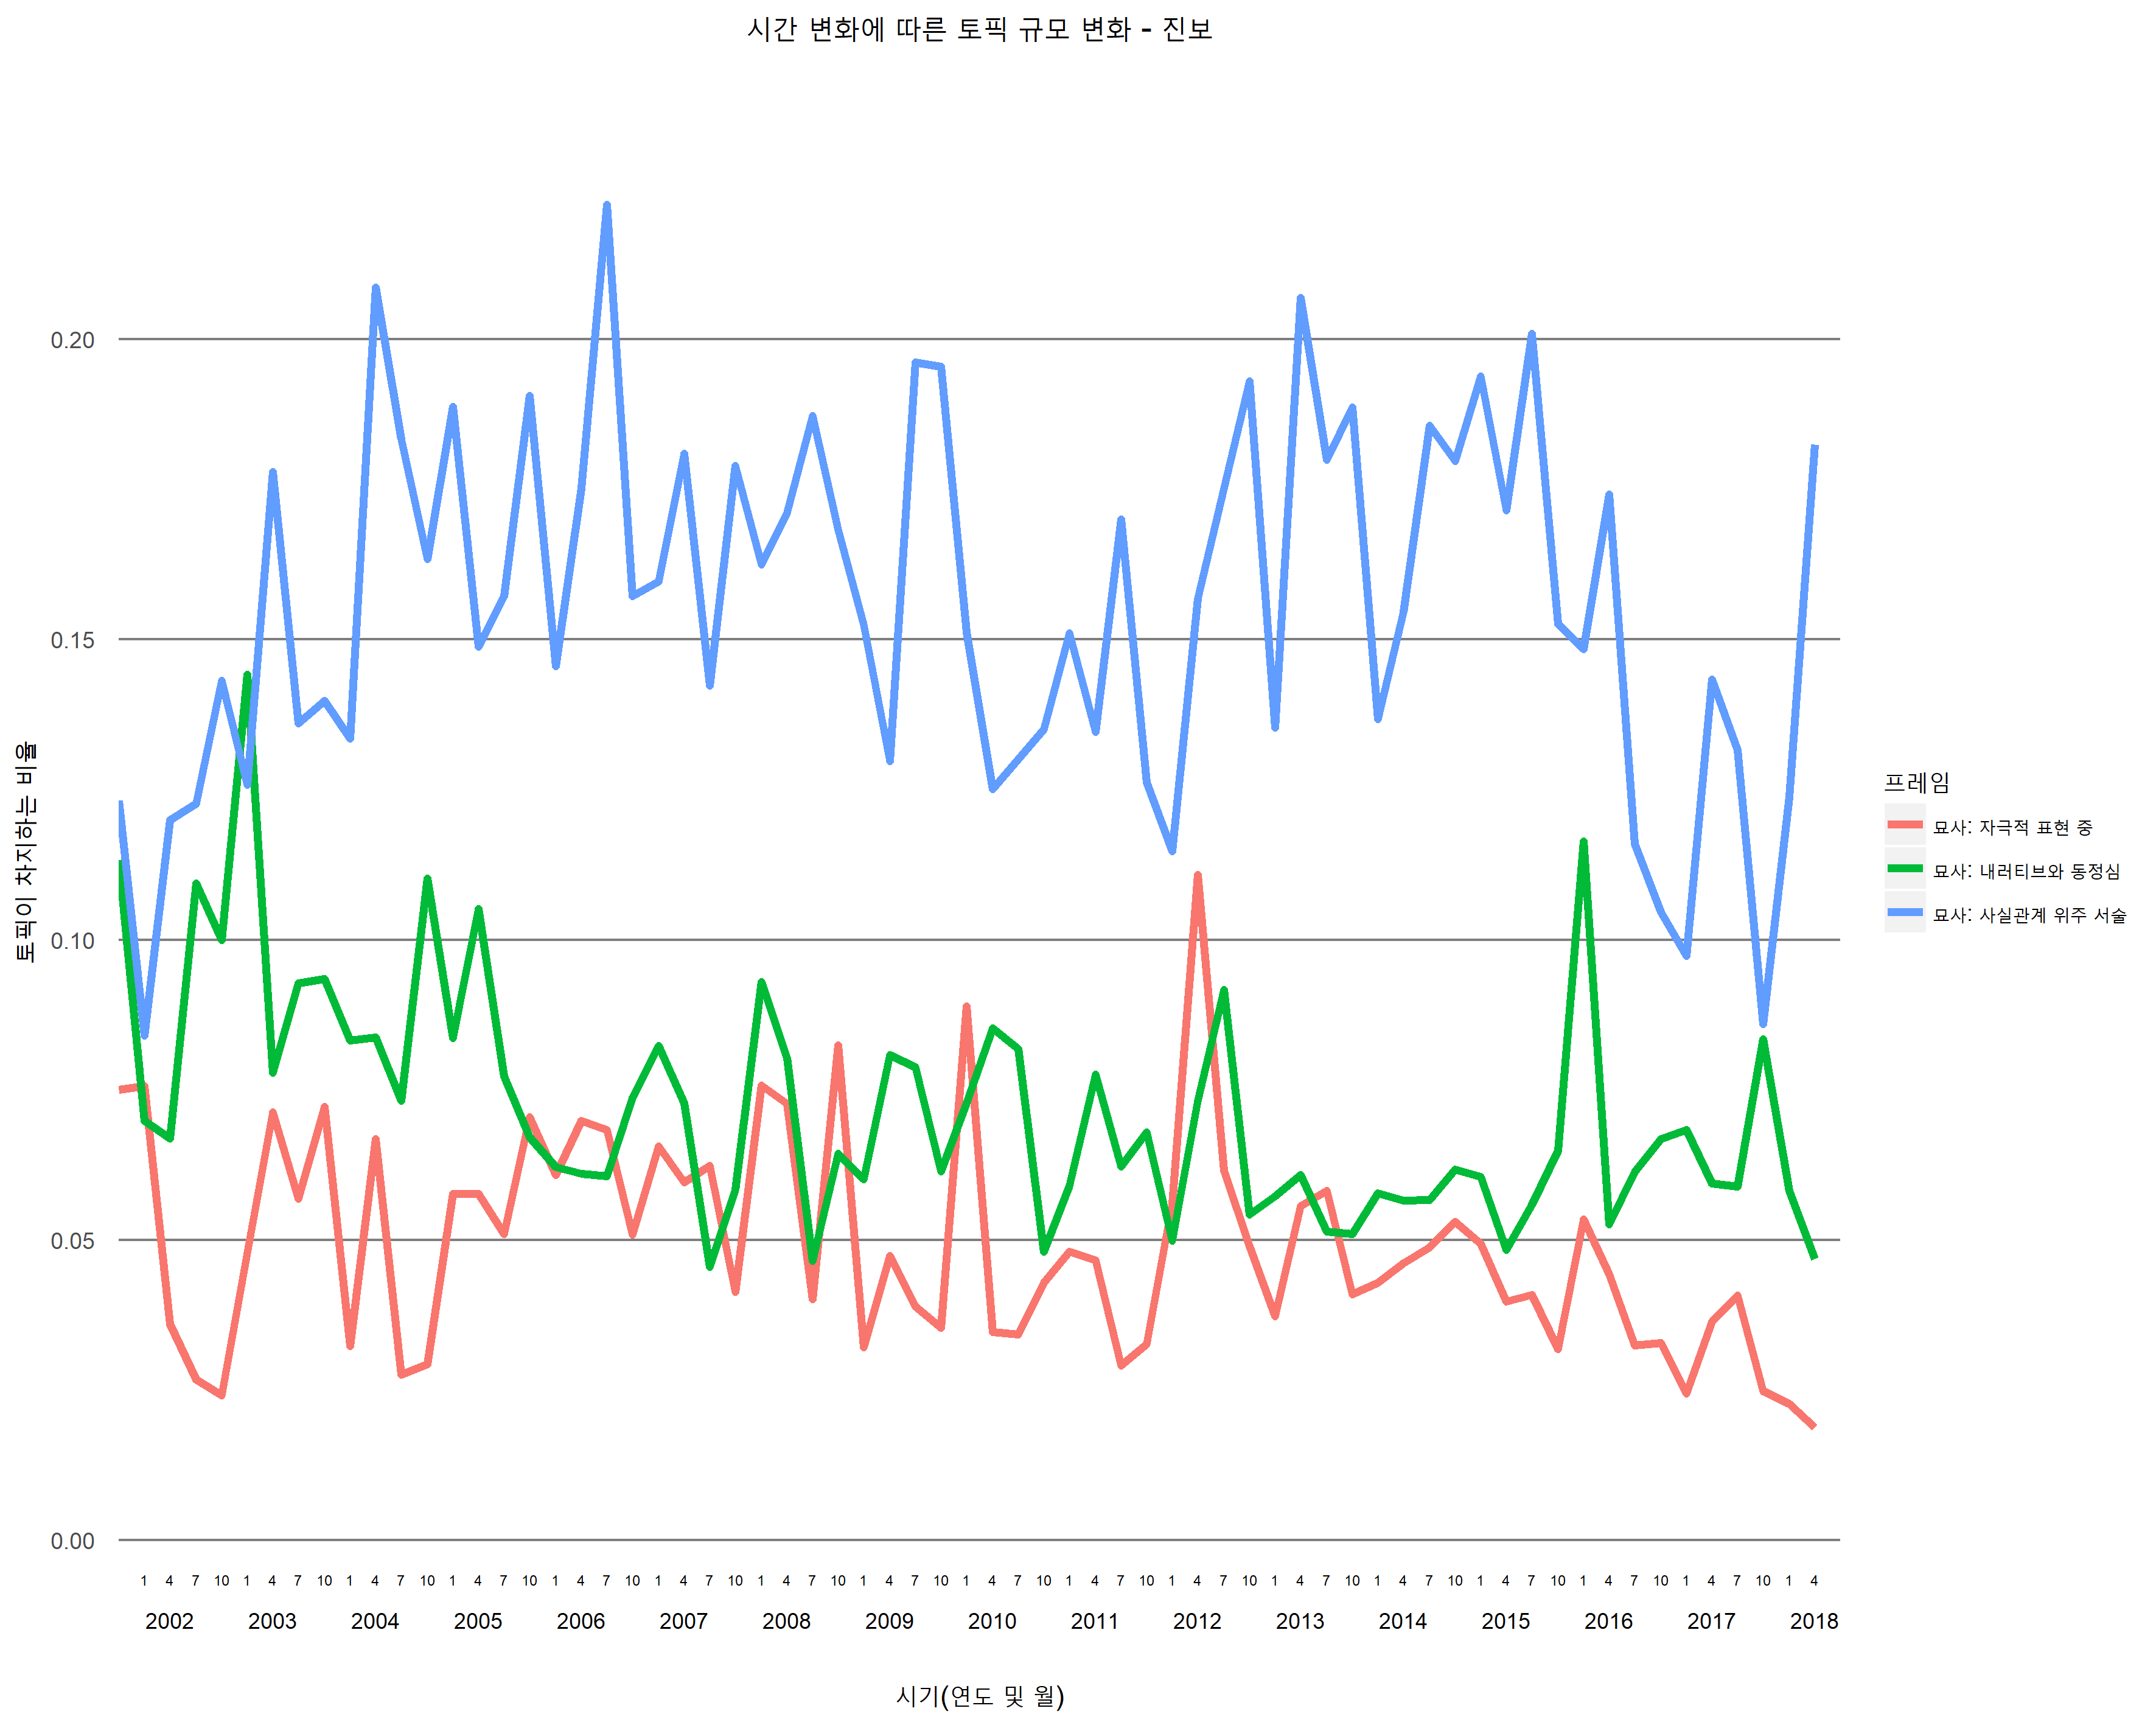 시간 변화에 따른 토픽 규모 변화 - 진보
토픽이 차지하는 비율
0.20
0.15
0.10
0.05
0.00
1 4 7 10 1 4 7 10 1 4 7 10 1 4 7 10 1 4 7 10 1 4 7 10 1 4 7 10 1 4 7 10 1 4 7 10 1 4 7 10 1 4 7 10 1 4 7 10 1 4 7 10 1 4 7 10 1 4 7 10 1 4 7 10 1 4
2002 2003 2004 2005 2006 2007 2008 2009 2010 2011 2012 2013 2014 2015 2016 2017 2018
시기(연도 및 월)
프레임
묘사: 자극적 표현 중
묘사: 내러티브와 동정심
묘사: 사실관계 위주 서술